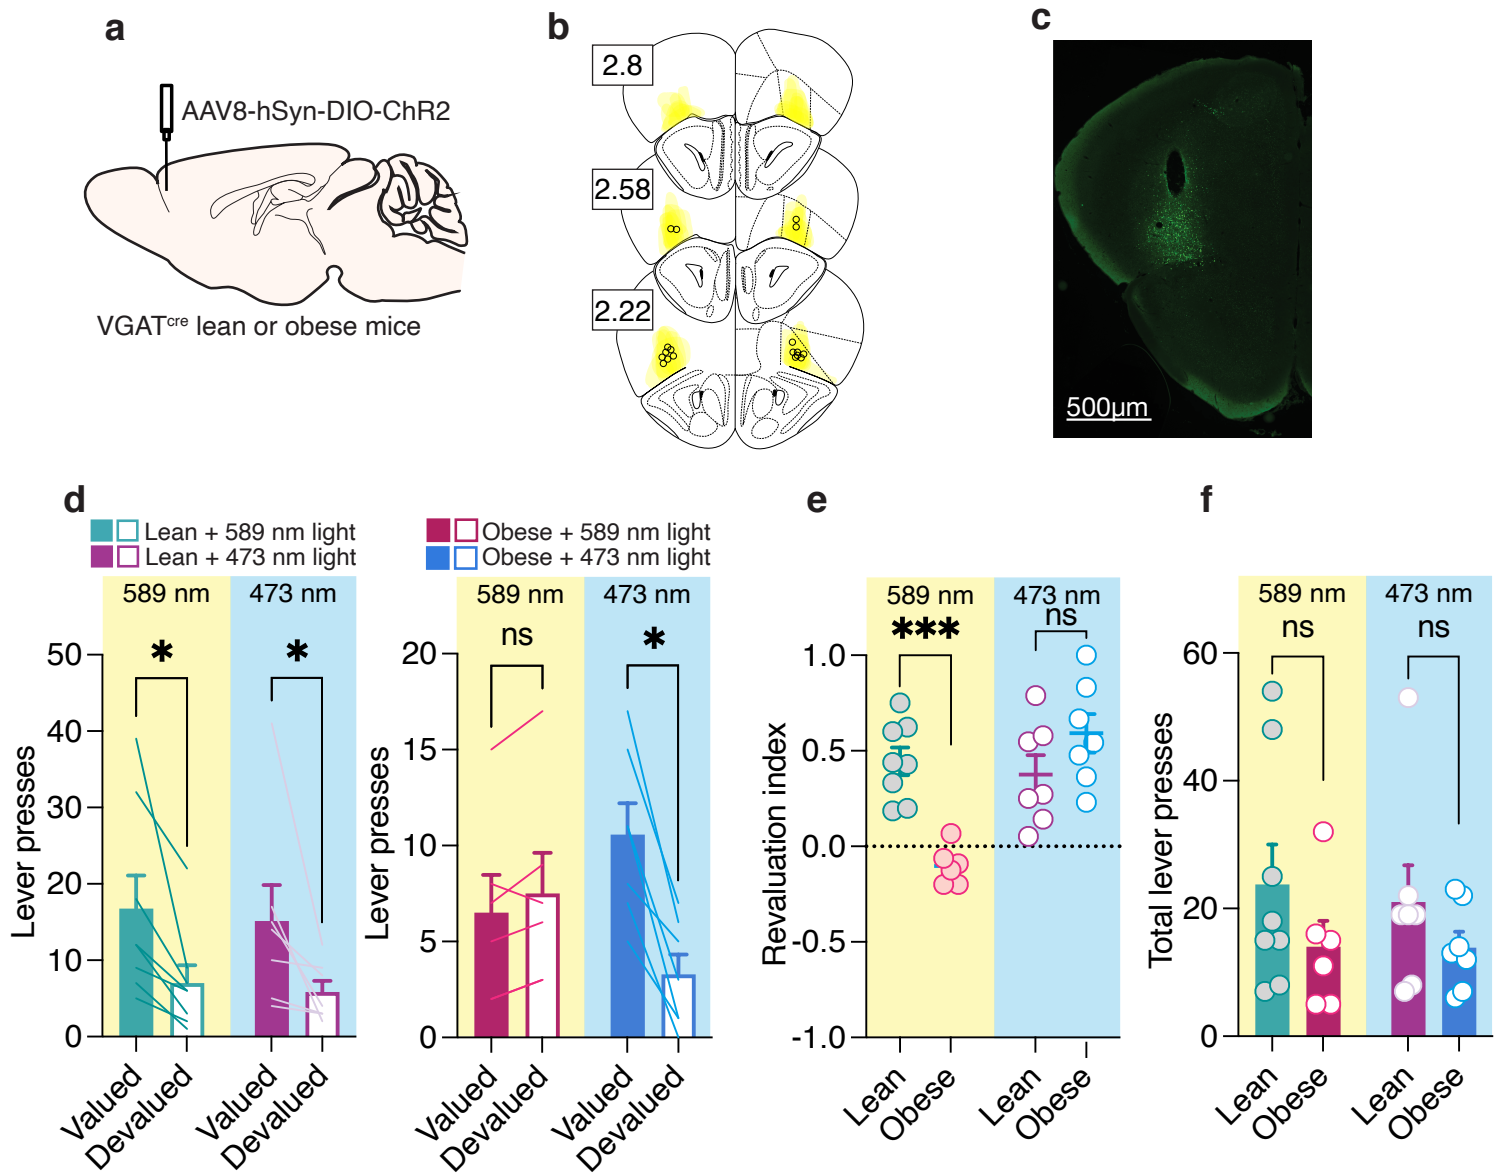 a
AAV8-hSyn-DIO-ChR2
VGATcre lean or obese mice
b
2.8
2.58
2.22
c
500µm
d
Lean + 589 nm light
Lean + 473 nm light
Obese + 589 nm light
Obese + 473 nm light
589 nm
473 nm
*
*
50
40
30
20
10
0
Lever presses
Valued
Devalued
Valued
Devalued
589 nm
473 nm
ns
*
20
15
10
5
0
Lever presses
Valued
Devalued
Valued
Devalued
e
589 nm
473 nm
***
ns
1.0
0.5
0.0
-0.5
-1.0
Revaluation index
Lean
Obese
Lean
Obese
f
589 nm
473 nm
ns
ns
60
40
20
0
Total lever presses
Lean
Obese
Lean
Obese